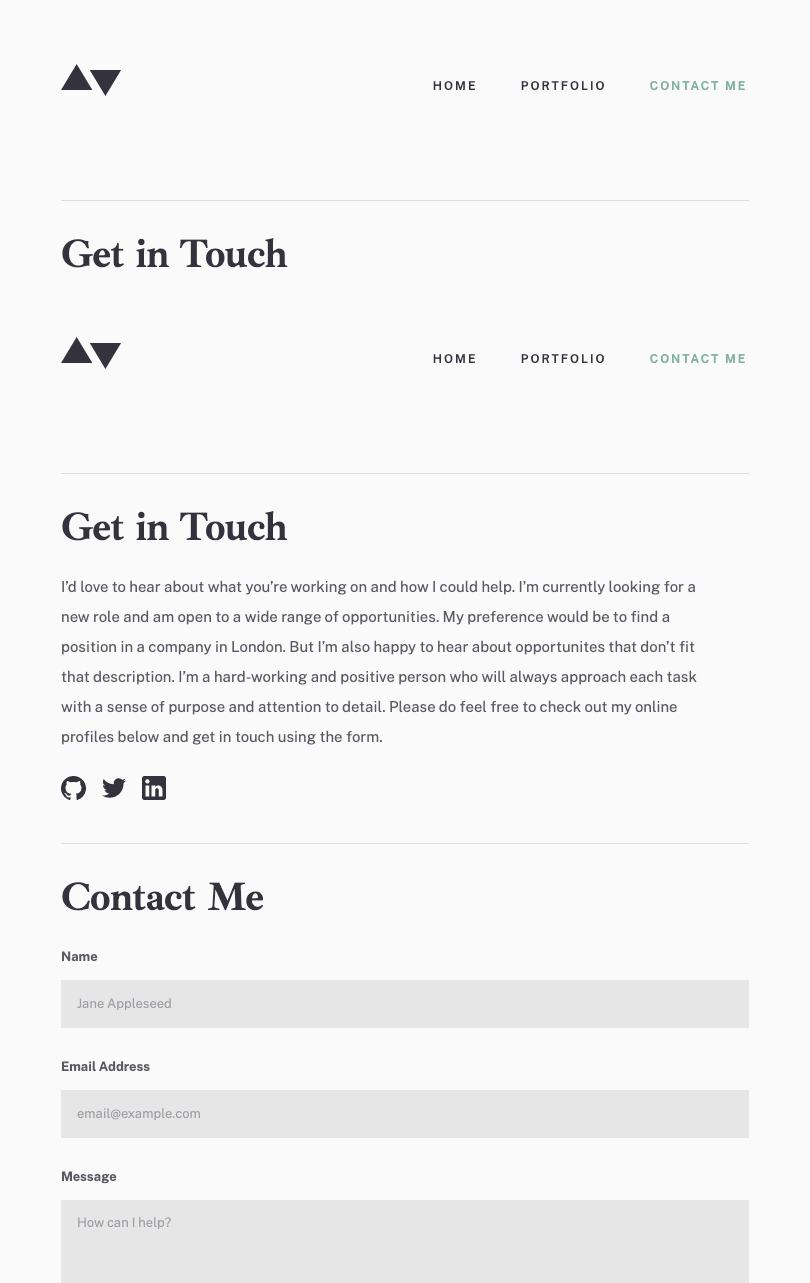 HOME PORTFOLIO CONTACT ME
Get in Touch
HOME PORTFOLIO CONTACT ME
Get in Touch
I’d love to hear about what you’re working on and how I could help. I’m currently looking for a
new role and am open to a wide range of opportunities. My preference would be to find a
position in a company in London. But I’m also happy to hear about opportunites that don’t fit
that description. I’m a hard-working and positive person who will always approach each task
with a sense of purpose and attention to detail. Please do feel free to check out my online
profiles below and get in touch using the form.
Contact Me
Name
Jane Appleseed
Email Address
email@example.com
Message
How can I help?